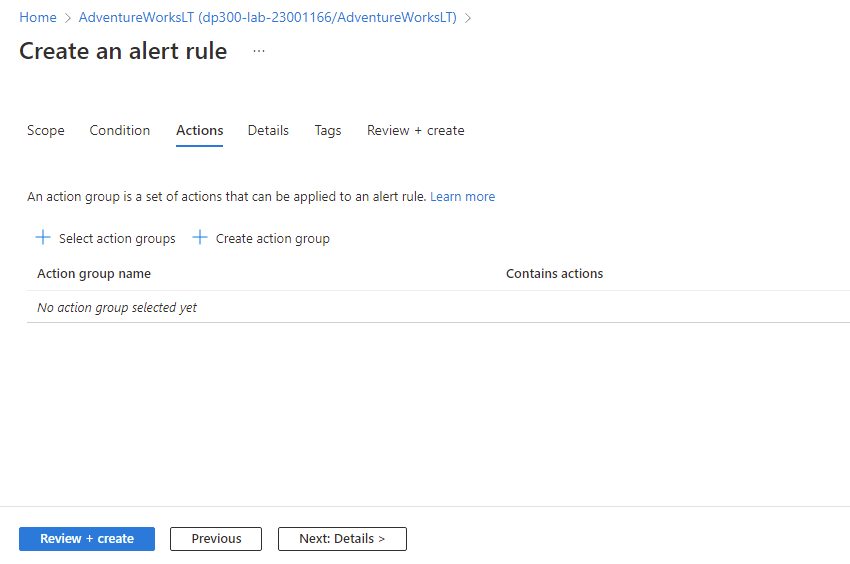 Home > AdventureWorksLT (dp300-lab-23001166/AdventureWorksLT) >
Create an alert rule ...
Scope Condition Actions Details Tags Review + create
An action group is a set of actions that can be applied to an alert rule. Learn more
+ Select action groups + Create action group
Action group name Contains actions
No action group selected yet
Review + create Previous Next: Details >